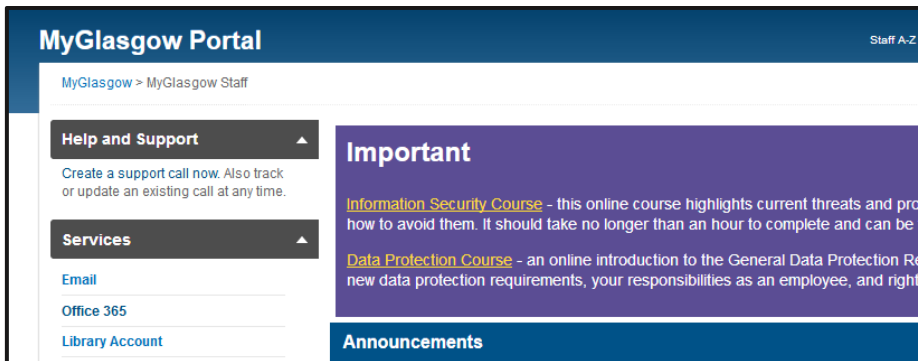 MyGlasgow Portal
Staff A-Z
MyGlasgow > MyGlasgow Staff
Help and Support
Create a support call now. Also track
or update an existing call at any time.
Services
Email
Office 365
Library Account
Important
Information Security Course - this online course highlights current threats and pro
how to avoid them. It should take no longer than an hour to complete and can be
Data Protection Course - an online introduction to the General Data Protection Re
new data protection requirements, your responsibilities as an employee, and right
Announcements